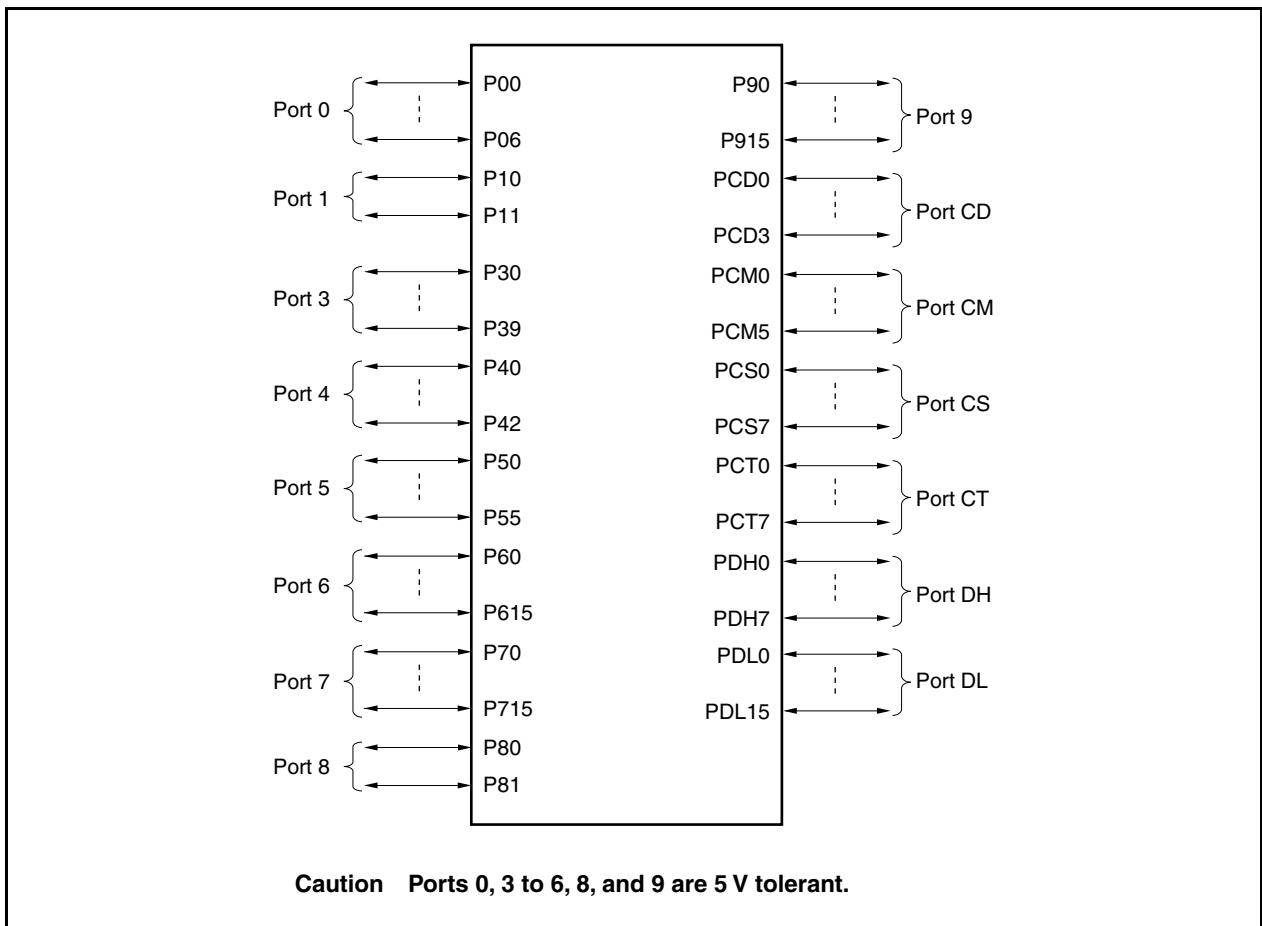 Port 0
P00
P06
Port 1
P10
P11
Port 3
P30
P39
Port 4
P40
P42
Port 5
P50
P55
Port 6
P60
P615
Port 7
P70
P715
Port 8
P80
P81
P90
P915
Port 9
PCD0
PCD3
Port CD
PCM0
PCM5
Port CM
PCS0
PCS7
Port CS
PCT0
PCT7
Port CT
PDH0
PDH7
Port DH
PDL0
PDL15
Port DL
Caution Ports 0, 3 to 6, 8, and 9 are 5 V tolerant.